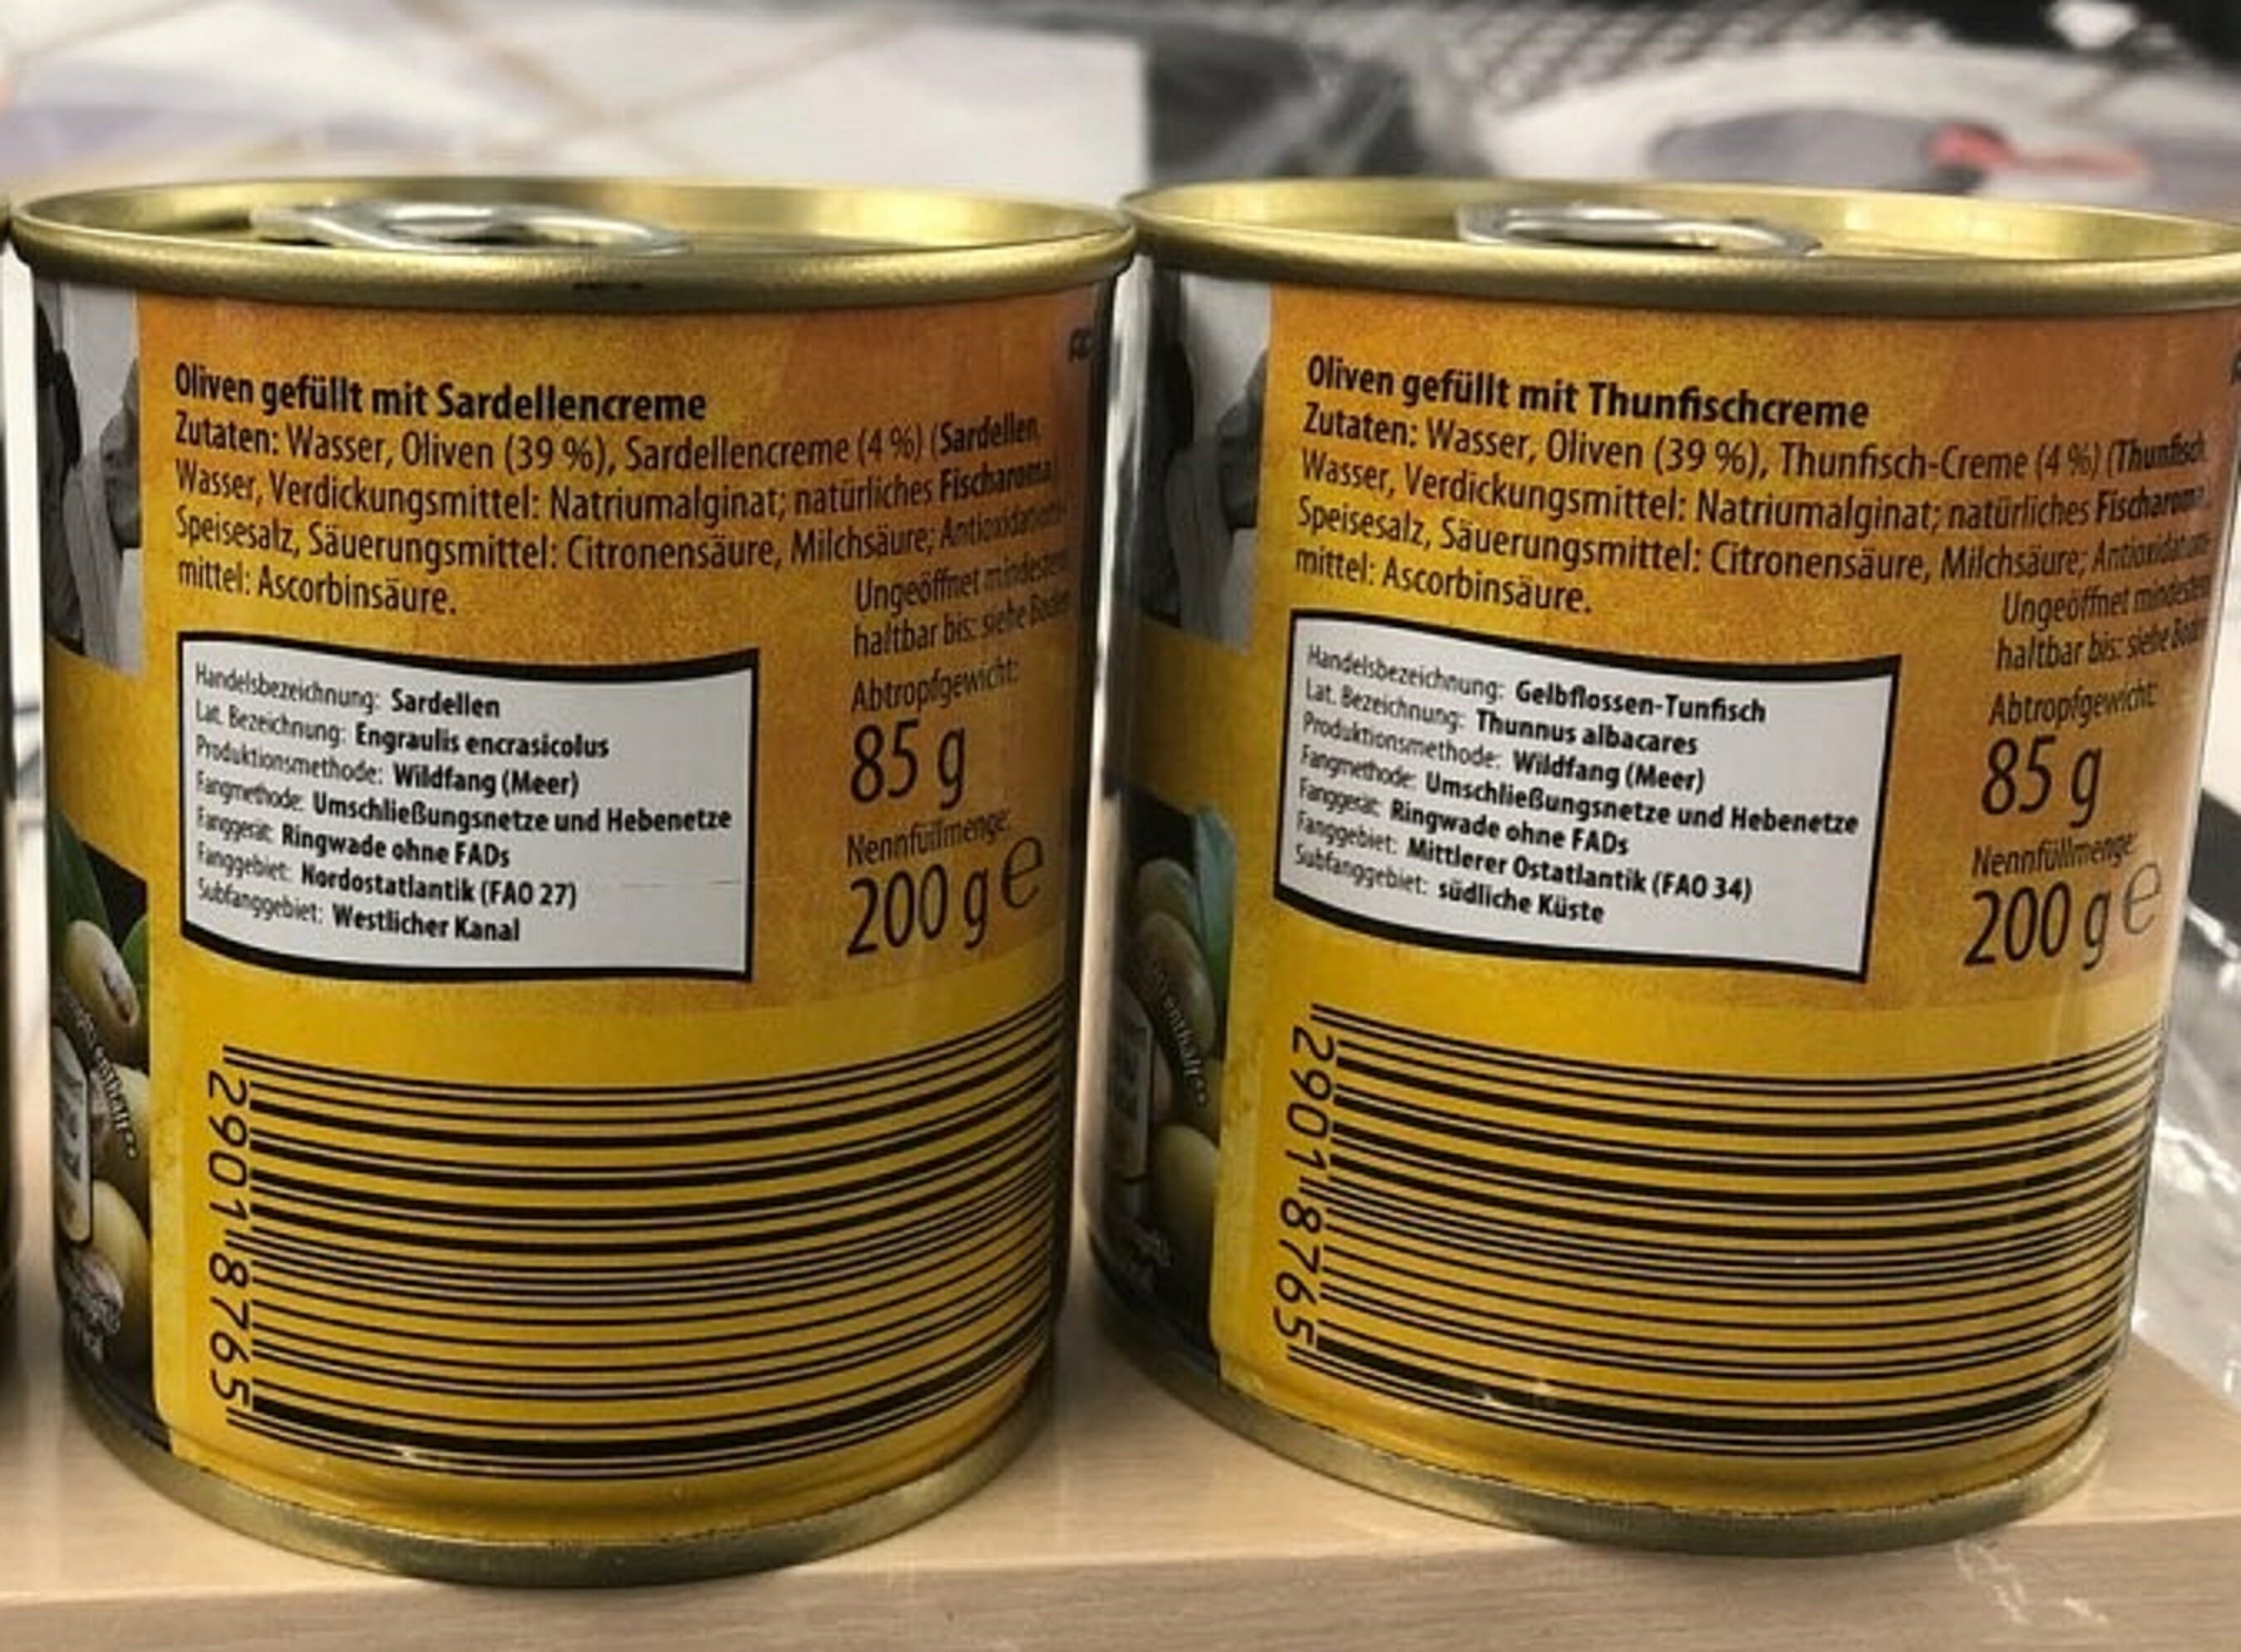 Oliven gefüllt mit Sardellencreme
Zutaten: Wasser, Oliven (39 %), Sardellencreme (4 %) (Sardellen,
Wasser, Verdickungsmittel: Natriumalginat; natürliches Fischaroma),
Speisesalz, Säuerungsmittel: Citronensäure, Milchsäure; Antioxidations-
mittel: Ascorbinsäure.
Ungeöffnet mindestens
haltbar bis: siehe Boden
Abtropfgewicht:
85 g
Nennfüllmenge:
200 g e
Handelsbezeichnung: Sardellen
Lat. Bezeichnung: Engraulis encrasicolus
Produktionsmethode: Wildfang (Meer)
Fangmethode: Umschließungsnetze und Hebenetze
Fanggerät: Ringwade ohne FADs
Fanggebiet: Nordostatlantik (FAO 27)
Subfanggebiet: Westlicher Kanal
2901 8765
Oliven gefüllt mit Thunfischcreme
Zutaten: Wasser, Oliven (39 %), Thunfisch-Creme (4 %) (Thunfisch,
Wasser, Verdickungsmittel: Natriumalginat; natürliches Fischaroma),
Speisesalz, Säuerungsmittel: Citronensäure, Milchsäure; Antioxidations-
mittel: Ascorbinsäure.
Ungeöffnet mindestens
haltbar bis: siehe Boden
Abtropfgewicht:
85 g
Nennfüllmenge:
200 g e
Handelsbezeichnung: Gelbflossen-Tunfisch
Lat. Bezeichnung: Thunnus albacares
Produktionsmethode: Wildfang (Meer)
Fangmethode: Umschließungsnetze und Hebenetze
Fanggerät: Ringwade ohne FADs
Fanggebiet: Mittlerer Ostatlantik (FAO 34)
Subfanggebiet: südliche Küste
2901 8765